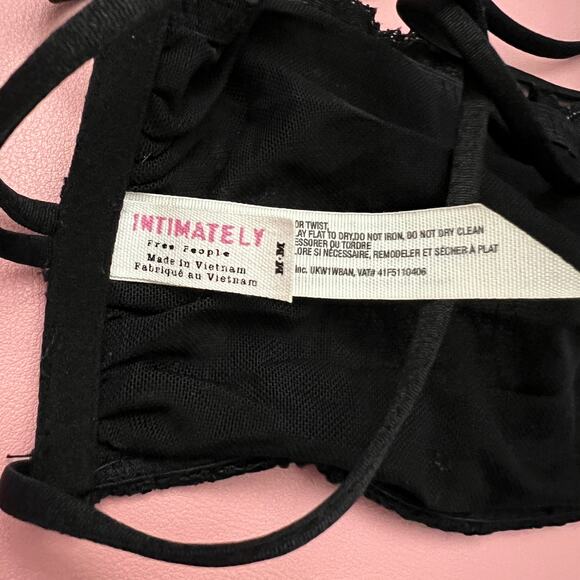 INTIMATELY
Free People
Made in Vietnam
Fabriqué au Vietnam
M·M
OR TWIST,
LAY FLAT TO DRY,DO NOT IRON, DO NOT DRY CLEAN
ESSORER OU TORDRE
LORE SI NÉCESSAIRE, REMODELER ET SÉCHER À PLAT
Inc. UKW1W8AN, VAT# 41F5110406